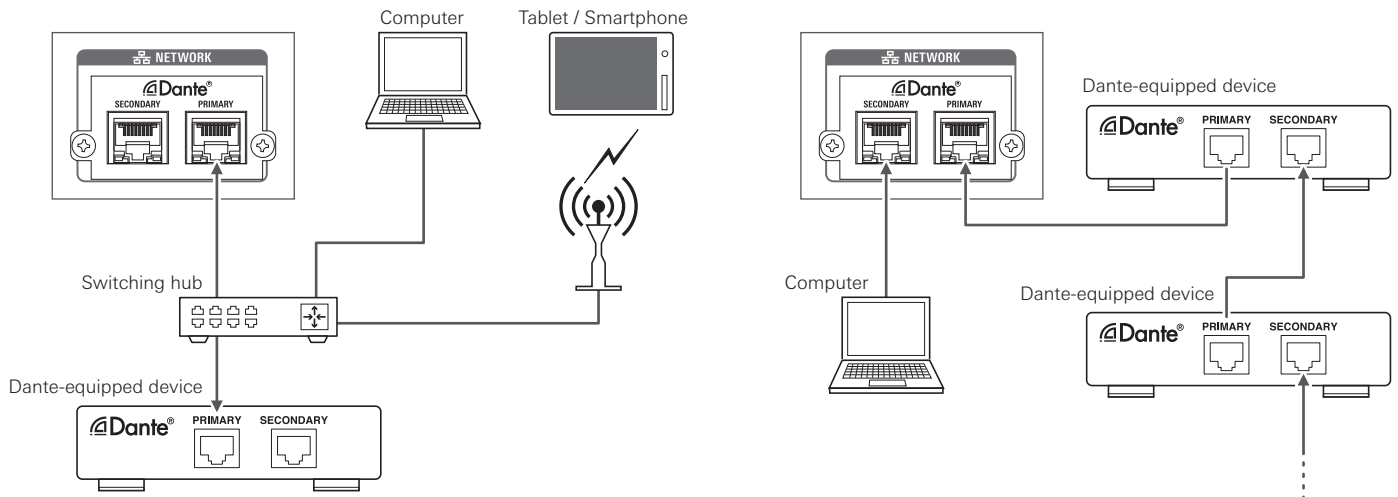 Computer
Tablet / Smartphone
NETWORK
Dante®
SECONDARY PRIMARY
Switching hub
Dante-equipped device
Dante®
PRIMARY SECONDARY
NETWORK
Dante®
SECONDARY PRIMARY
Dante-equipped device
Dante®
PRIMARY SECONDARY
Computer
Dante-equipped device
Dante®
PRIMARY SECONDARY